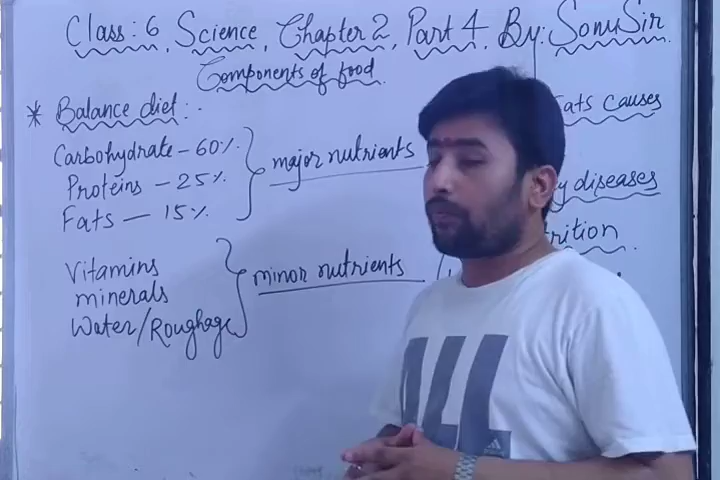 Class: 6, Science, Chapter 2, Part 4. By: Sonu Sir.
Components of food.
* Balance diet:-
Fats causes
Carbohydrate - 60%.
Proteins - 25%.
Fats - 15%.
major nutrients
diseases
Vitamins
minerals
Water/Roughage
minor nutrients